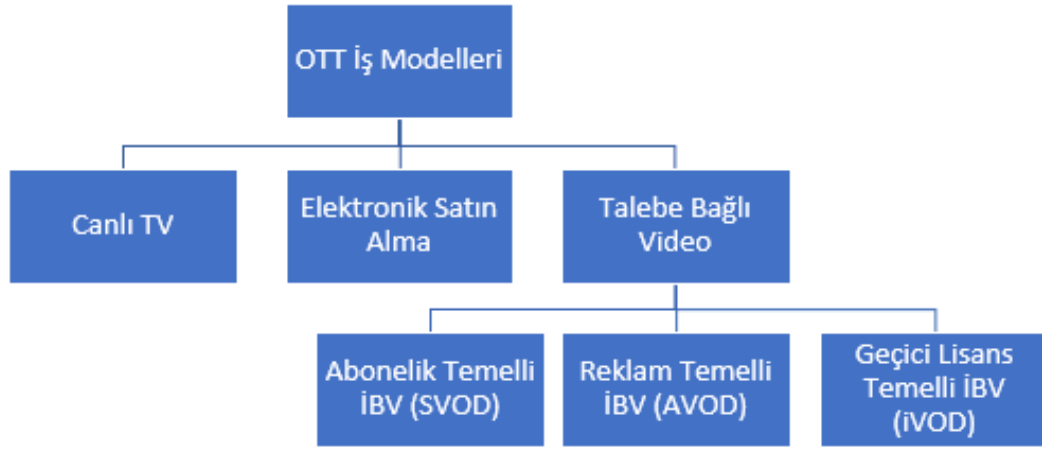 OTT İş Modelleri
Canlı TV
Elektronik Satın
Alma
Talebe Bağlı
Video
Abonelik Temelli
İBV (SVOD)
Reklam Temelli
İBV (AVOD)
Geçici Lisans
Temelli İBV
(iVOD)